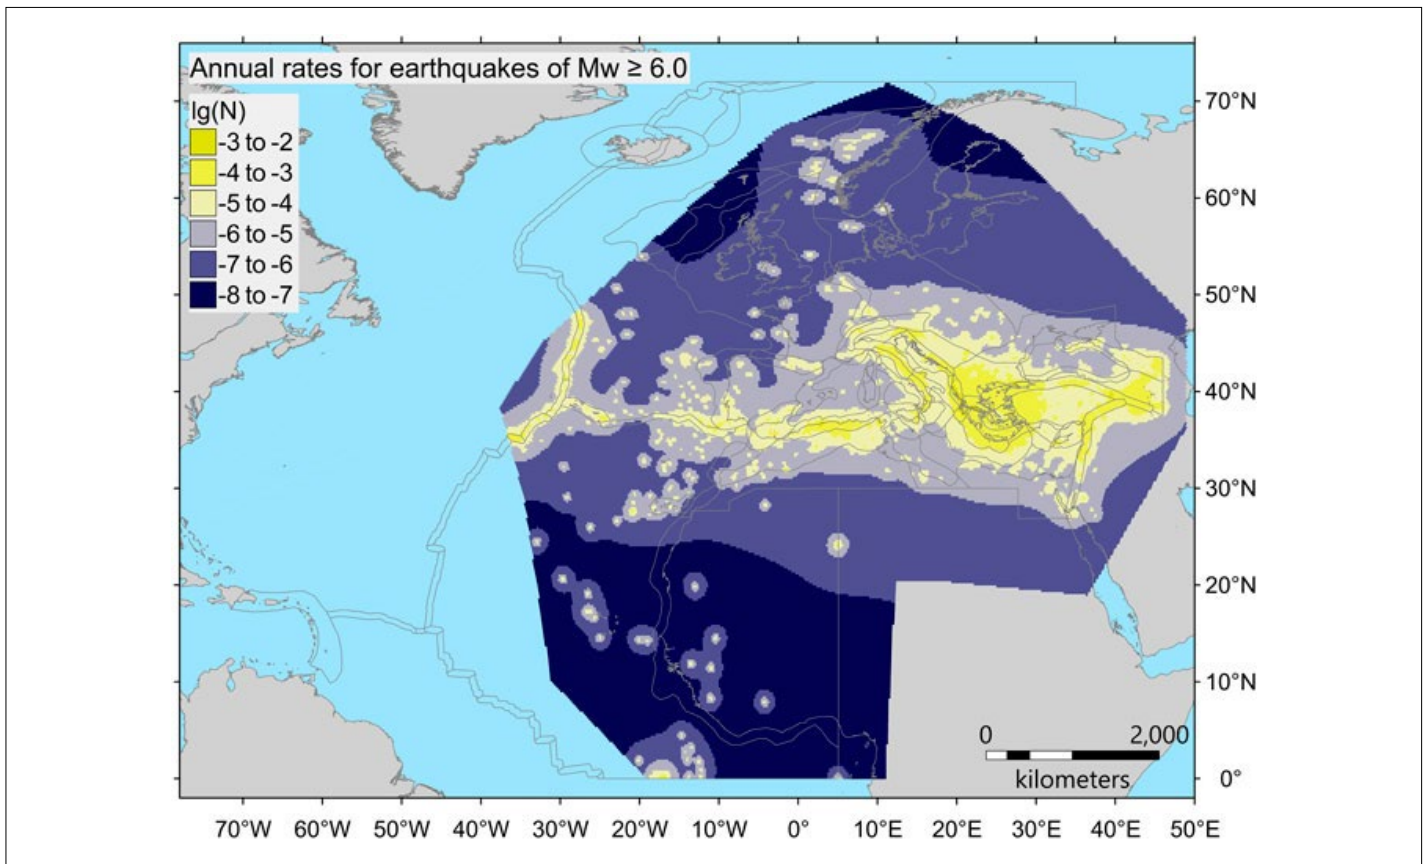 Annual rates for earthquakes of Mw ≥ 6.0
lg(N)
-3 to -2
-4 to -3
-5 to -4
-6 to -5
-7 to -6
-8 to -7
70°N
60°N
50°N
40°N
30°N
20°N
10°N
0°
0 2,000
kilometers
70°W 60°W 50°W 40°W 30°W 20°W 10°W 0° 10°E 20°E 30°E 40°E 50°E